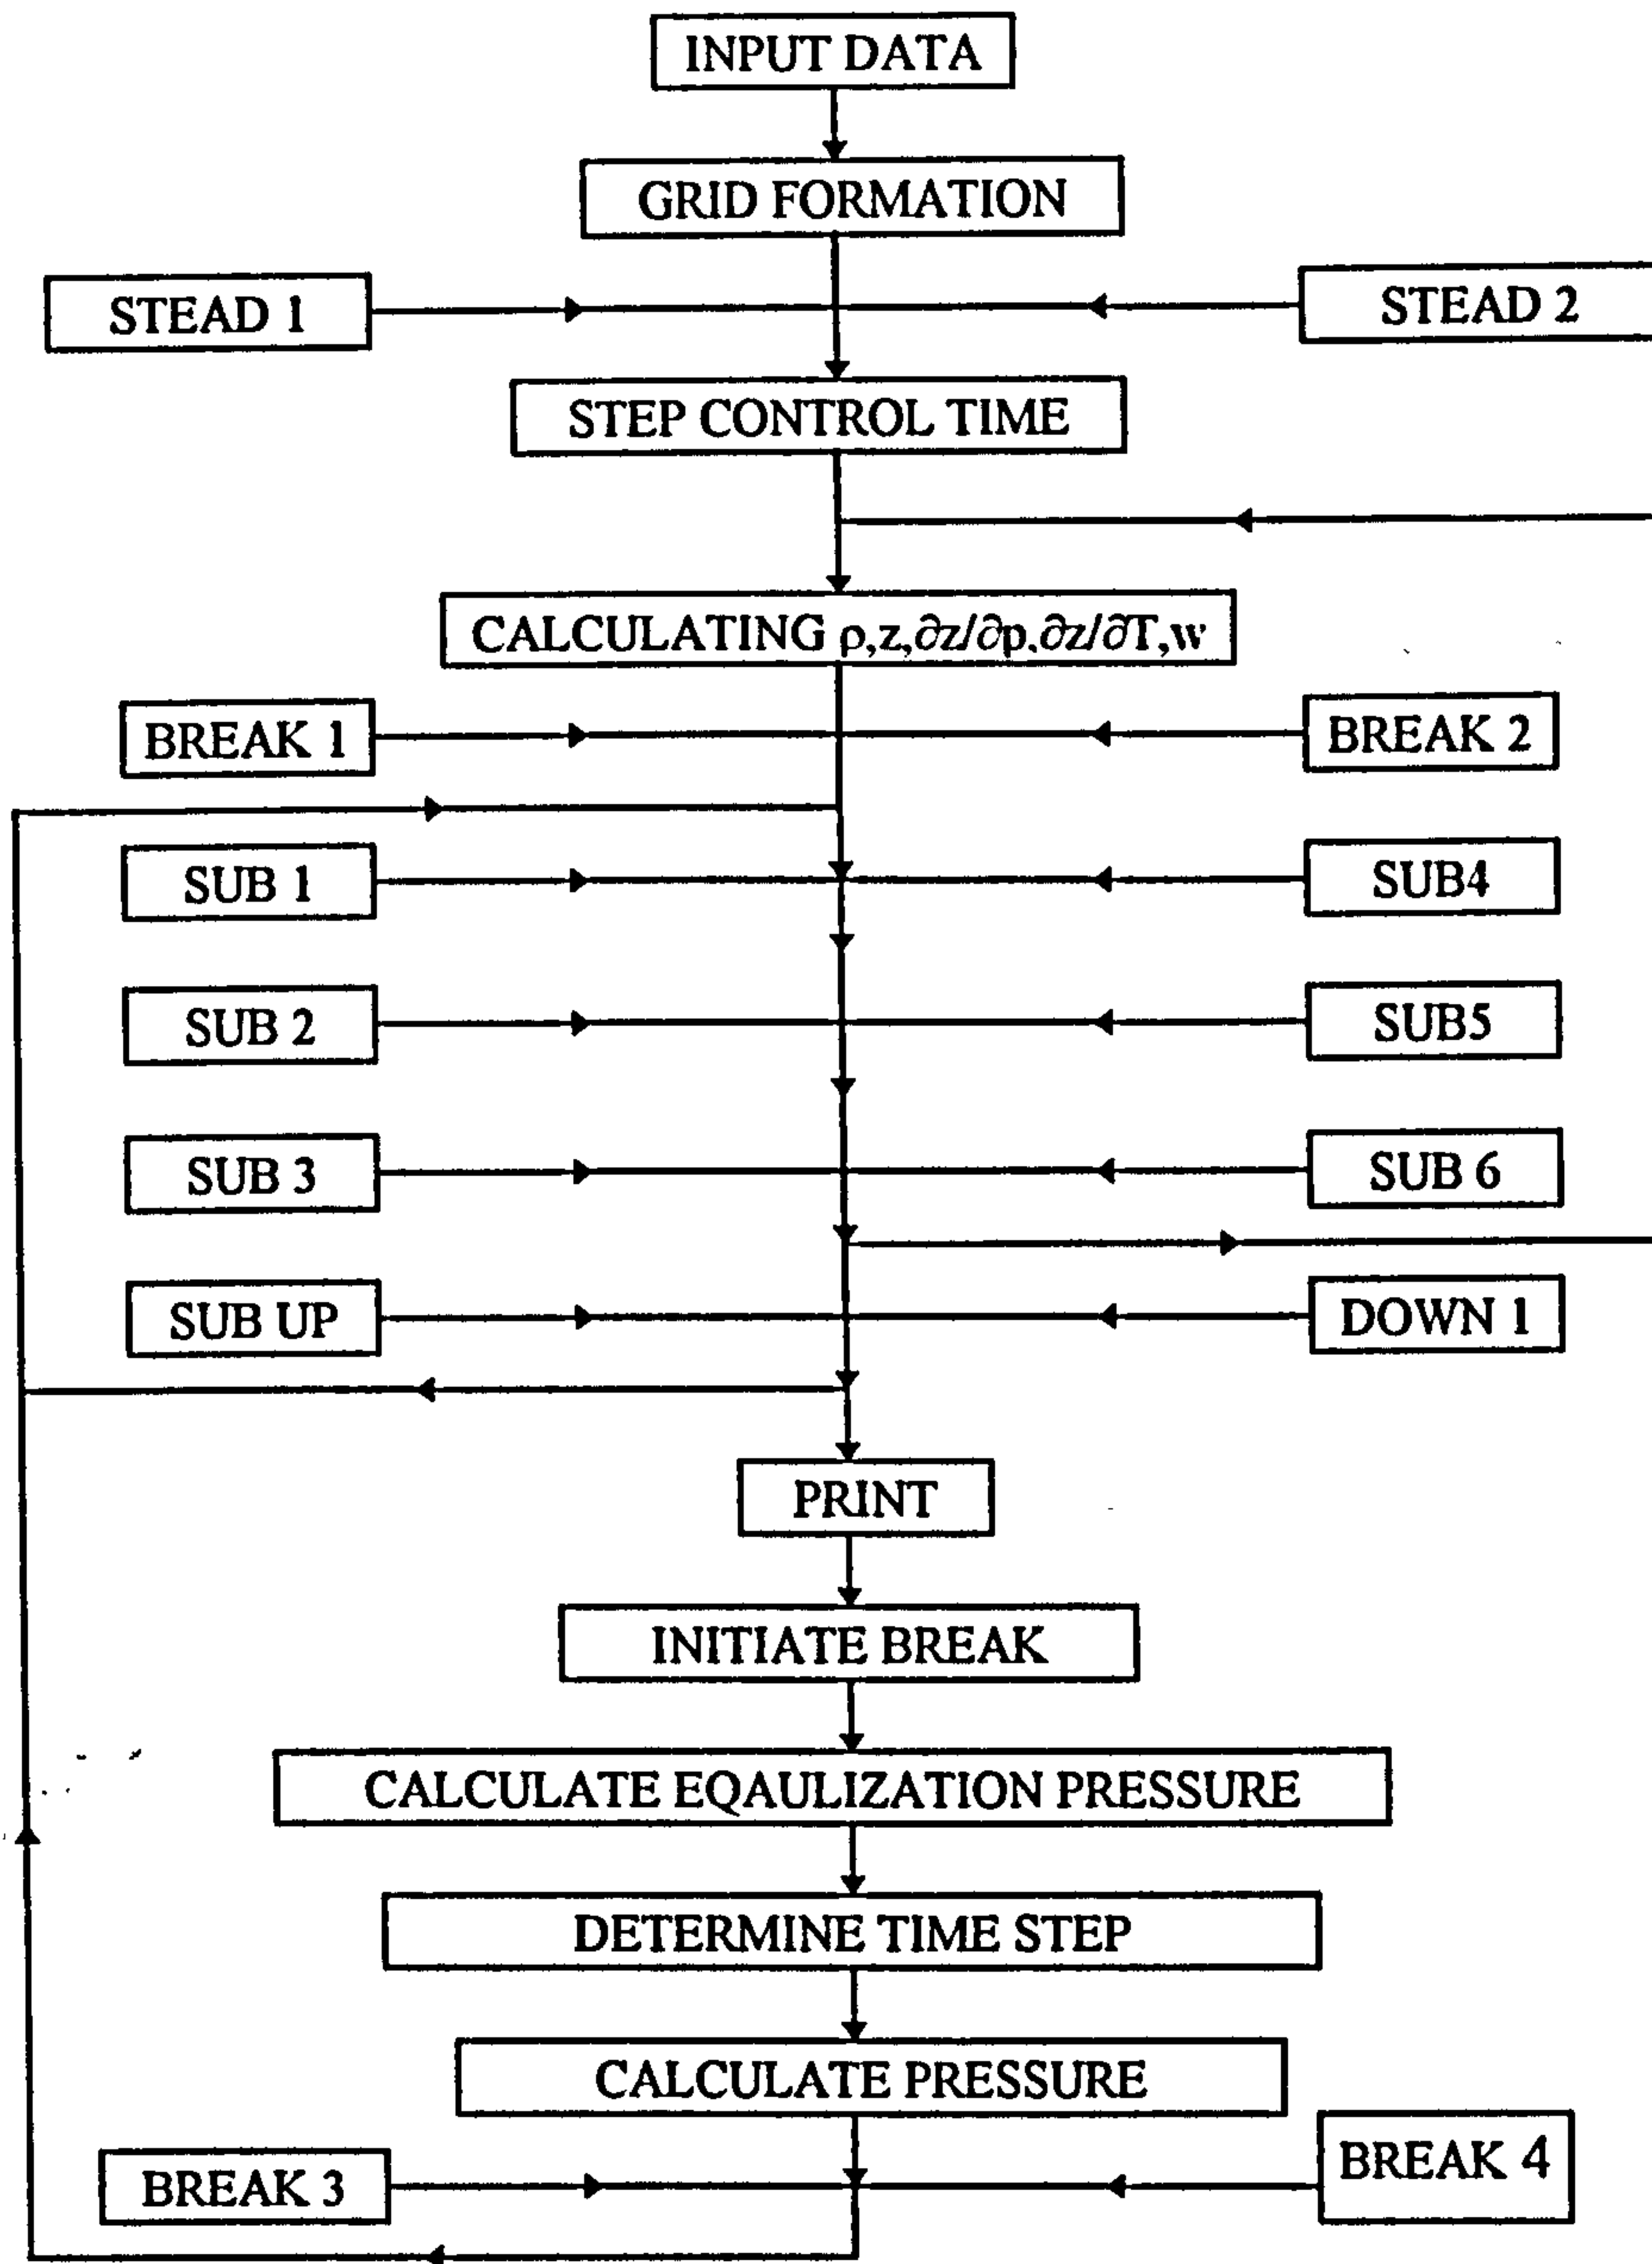 INPUT DATA
GRID FORMATION
STEAD 1
STEAD 2
STEP CONTROL TIME
CALCULATING ρ,z,∂z/∂p,∂z/∂T,w
BREAK 1
BREAK 2
SUB 1
SUB4
SUB 2
SUB5
SUB 3
SUB 6
SUB UP
DOWN 1
PRINT
INITIATE BREAK
CALCULATE EQAULIZATION PRESSURE
DETERMINE TIME STEP
CALCULATE PRESSURE
BREAK 3
BREAK 4